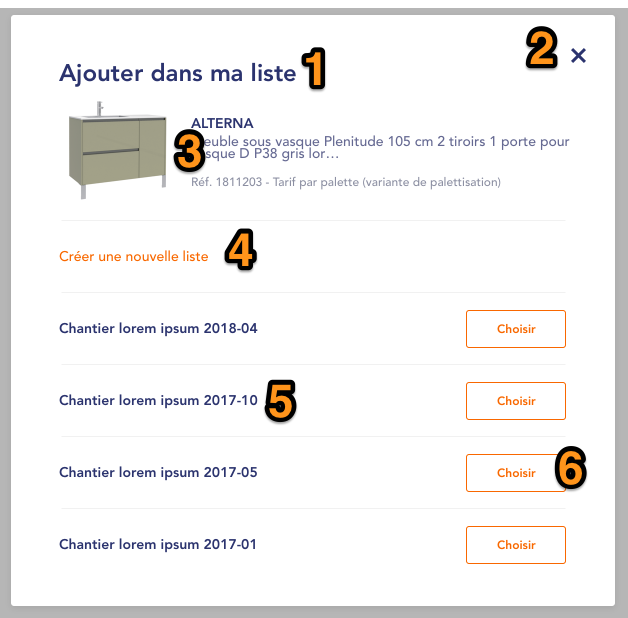 Ajouter dans ma liste 1
2 ×
ALTERNA
3 euble sous vasque Plenitude 105 cm 2 tiroirs 1 porte pour
sque D P38 gris lor…
Réf. 1811203 - Tarif par palette (variante de palettisation)
Créer une nouvelle liste 4
Chantier lorem ipsum 2018-04 Choisir
Chantier lorem ipsum 2017-10 5 Choisir
Chantier lorem ipsum 2017-05 Choisir 6
Chantier lorem ipsum 2017-01 Choisir